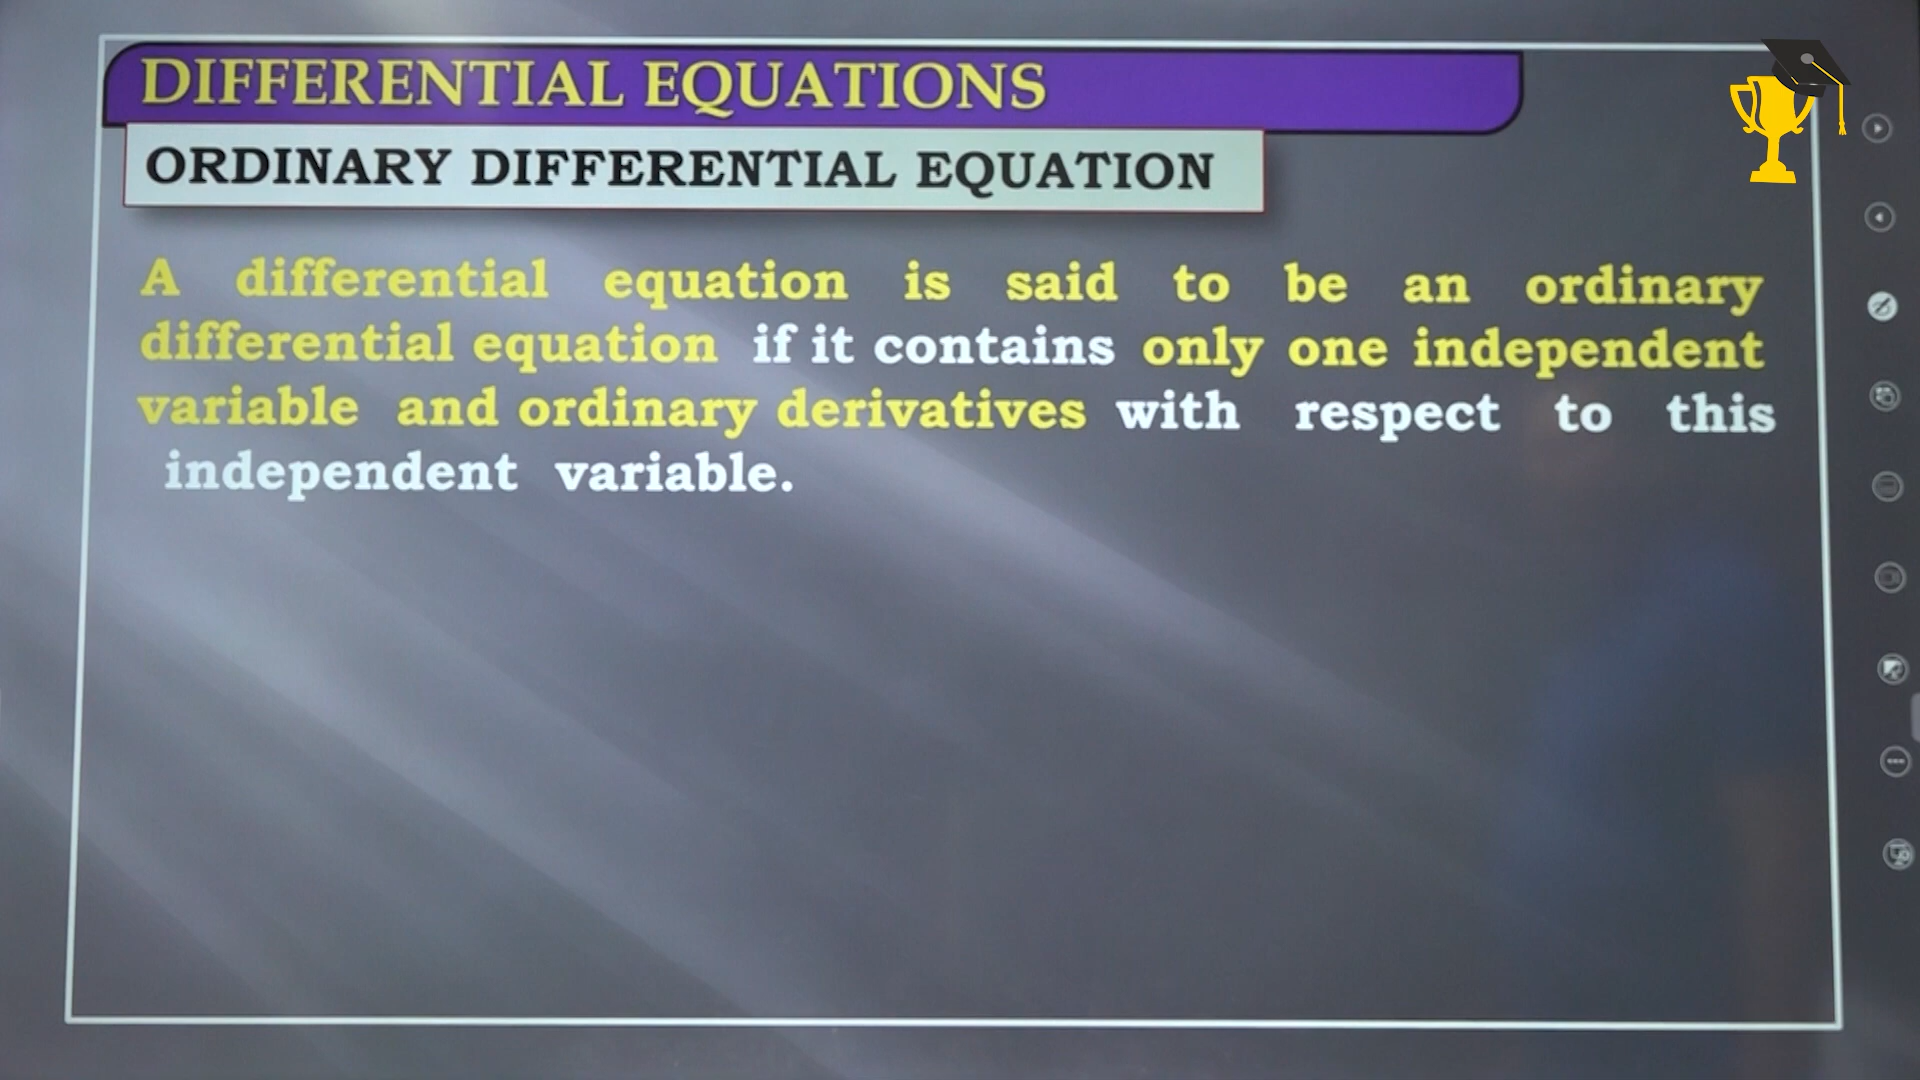 DIFFERENTIAL EQUATIONS
ORDINARY DIFFERENTIAL EQUATION
A differential equation is said to be an ordinary
differential equation if it contains only one independent
variable and ordinary derivatives with respect to this
independent variable.